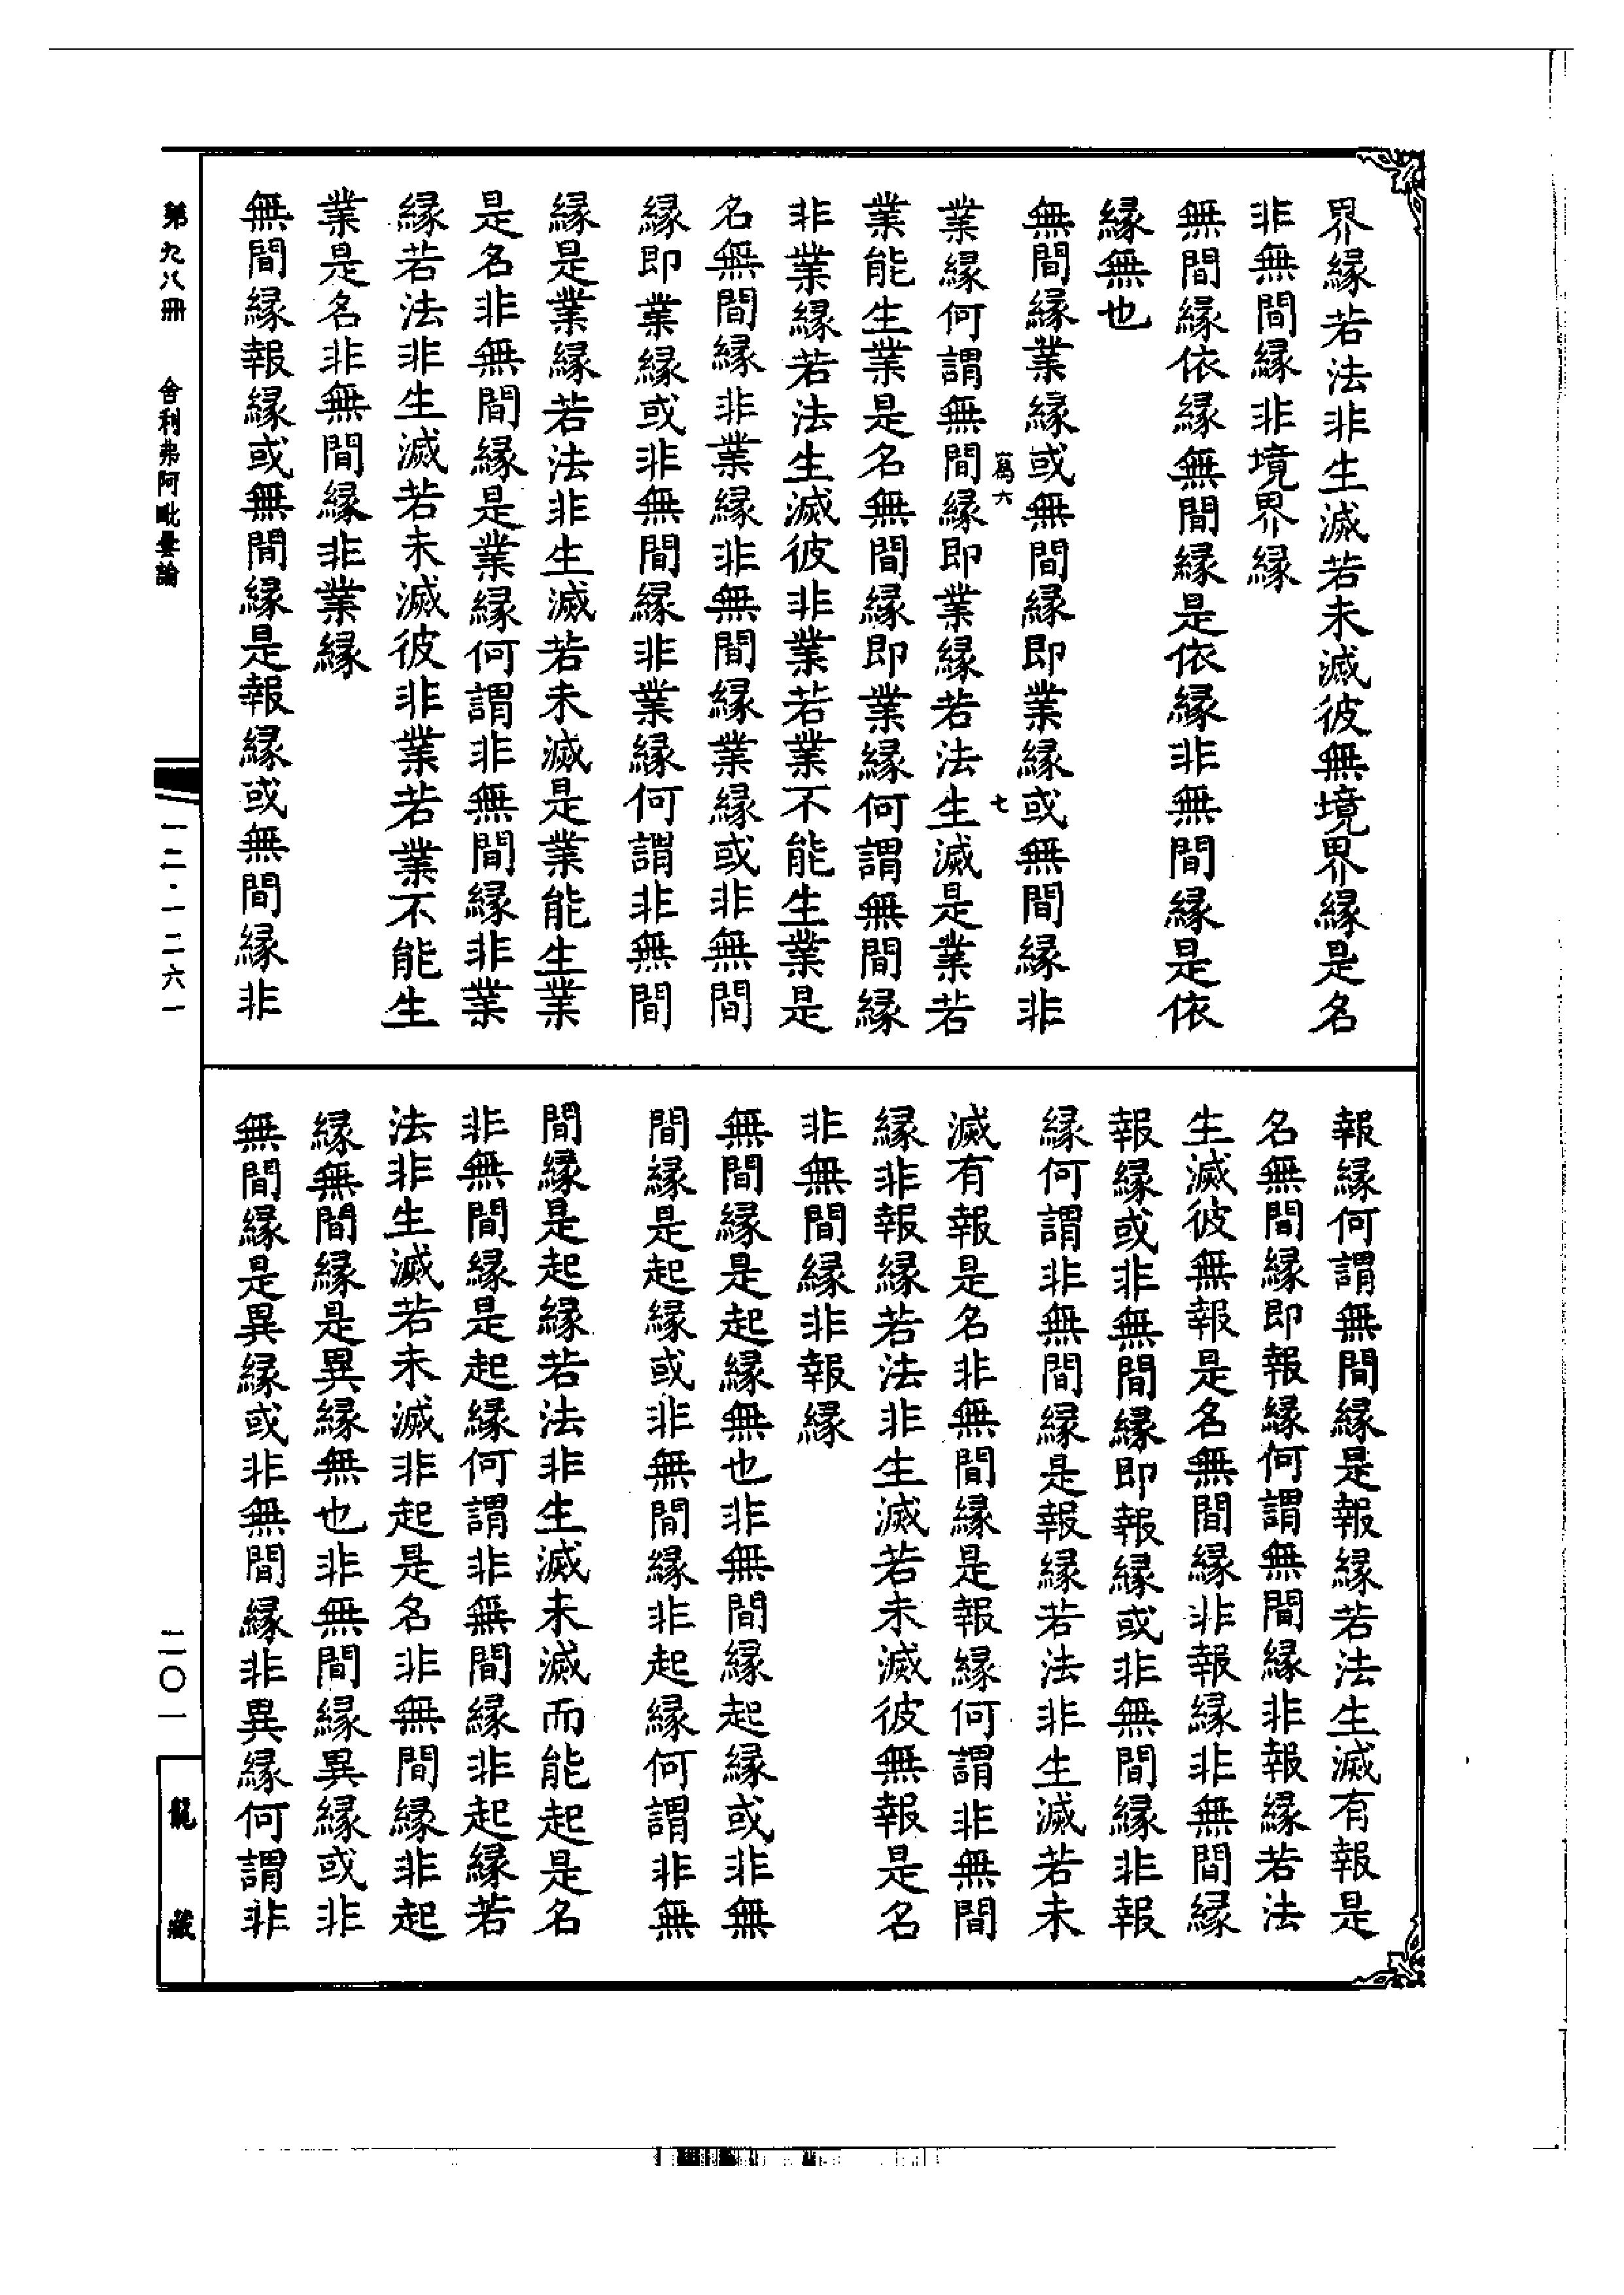 界緣若法非生滅若未滅彼無境界緣是名
非無間緣非境界緣
無間緣依緣無間緣是依緣非無間緣是依
緣無也
無間緣業緣或無間緣即業緣或無間緣非
爲六
七
業緣何謂無間緣即業緣若法生滅是業若
業能生業是名無間緣即業緣何謂無間緣
非業緣若法生滅彼非業若業不能生業是
名無間緣非業緣非無間緣業緣或非無間
緣即業緣或非無間緣非業緣何謂非無間
緣是業緣若法非生滅若未滅是業能生業
是名非無間緣是業緣何謂非無間緣非業
緣若法非生滅若未滅彼非業若業不能生
業是名非無間緣非業緣
無間緣報緣或無間緣是報緣或無間緣非
報緣何謂無間緣是報緣若法生滅有報是
名無間緣即報緣何謂無間緣非報緣若法
生滅彼無報是名無間緣非報緣非無間緣
報緣或非無間緣即報緣或非無間緣非報
緣何謂非無間緣是報緣若法非生滅若未
滅有報是名非無間緣是報緣何謂非無間
緣非報緣若法非生滅若未滅彼無報是名
非無間緣非報緣
無間緣是起緣無也非無間緣起緣或非無
間緣是起緣或非無間緣非起緣何謂非無
間緣是起緣若法非生滅未滅而能起是名
非無間緣是起緣何謂非無間緣非起緣若
法非生滅若未滅非起是名非無間緣非起
緣無間緣是異緣無也非無間緣異緣或非
無間緣是異緣或非無間緣非異緣何謂非
第九八冊
舍利弗阿毗曇論
一二·一二六一
二〇一
龍藏